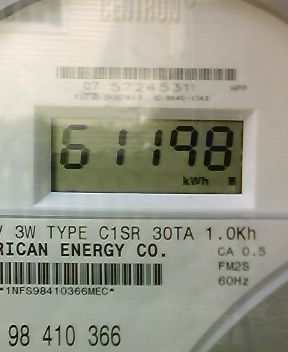 CENTRON
07 57245311
61198
kWh
V 3W TYPE C1SR 30TA 1.0Kh
RICAN ENERGY CO.
CA 0.5
FM2S
60Hz
*1NFS98410366MEC*
98 410 366